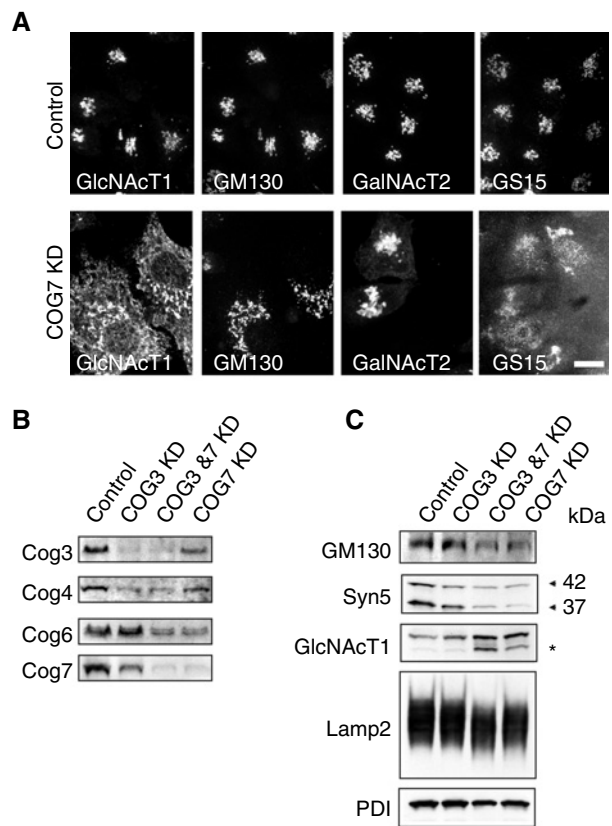 A
Control
GlcNAcT1
GM130
GalNAcT2
GS15
COG7 KD
GlcNAcT1
GM130
GalNAcT2
GS15
B
Control
COG3 KD
COG3 &7 KD
COG7 KD
Cog3
Cog4
Cog6
Cog7
C
Control
COG3 KD
COG3 &7 KD
COG7 KD
kDa
GM130
Syn5
42
37
GlcNAcT1
*
Lamp2
PDI